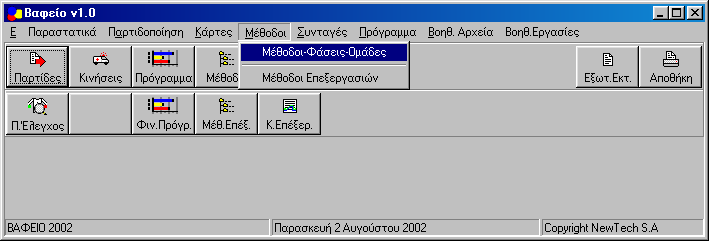 Βαφείο v1.0
Ε Παραστατικά Παρτιδοποίηση Κάρτες Μέθοδοι Συνταγές Πρόγραμμα Βοηθ. Αρχεία Βοηθ.Εργασίες
Μέθοδοι-Φάσεις-Ομάδες
Μέθοδοι Επεξεργασιών
Παρτίδες Κινήσεις Πρόγραμμα Μέθοδ Εξωτ.Εκτ. Αποθήκη
Π.Έλεγχος Φιν.Πρόγρ. Μέθ.Επέξ. Κ.Επέξερ.
ΒΑΦΕΙΟ 2002 Παρασκευή 2 Αυγούστου 2002 Copyright NewTech S.A